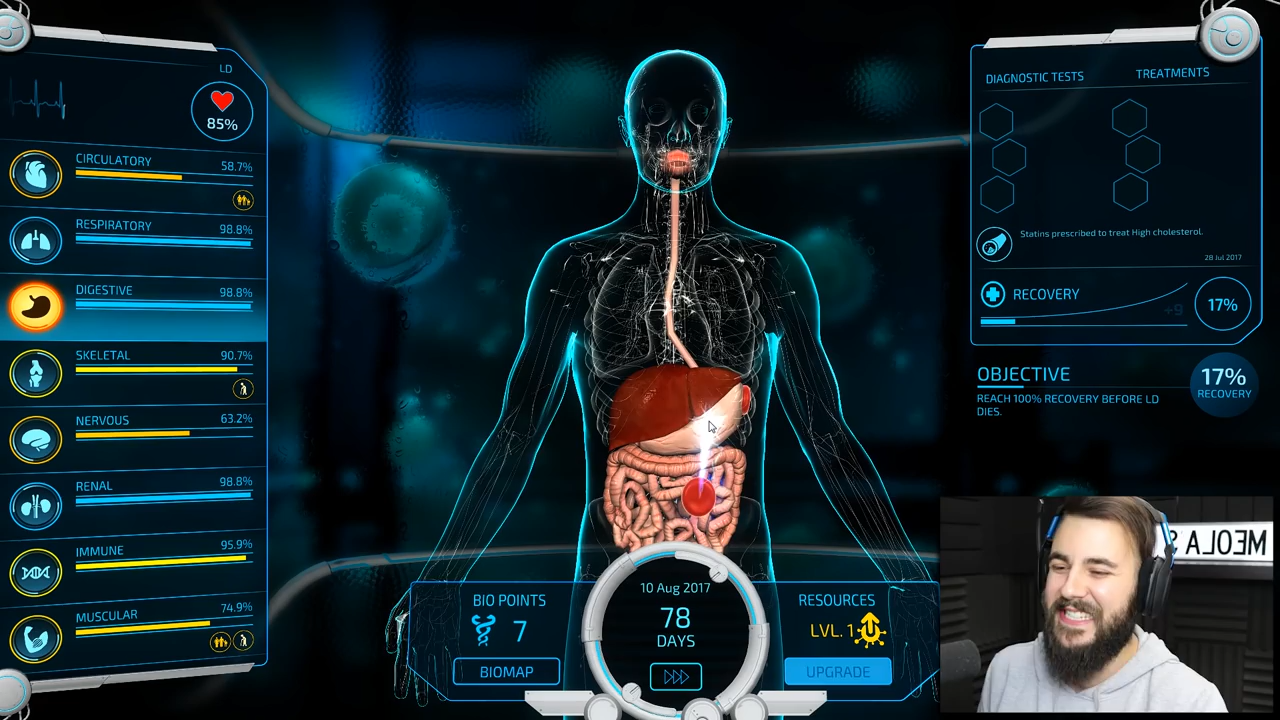 LD
85%
CIRCULATORY 58.7%
RESPIRATORY 98.8%
DIGESTIVE 98.8%
SKELETAL 90.7%
NERVOUS 63.2%
RENAL 98.8%
IMMUNE 95.9%
MUSCULAR 74.9%
BIO POINTS
7
BIOMAP
10 Aug 2017
78
DAYS
RESOURCES
LVL. 1
UPGRADE
DIAGNOSTIC TESTS TREATMENTS
Statins prescribed to treat High cholesterol.
28 Jul 2017
RECOVERY
+9
17%
OBJECTIVE
REACH 100% RECOVERY BEFORE LD
DIES.
17%
RECOVERY